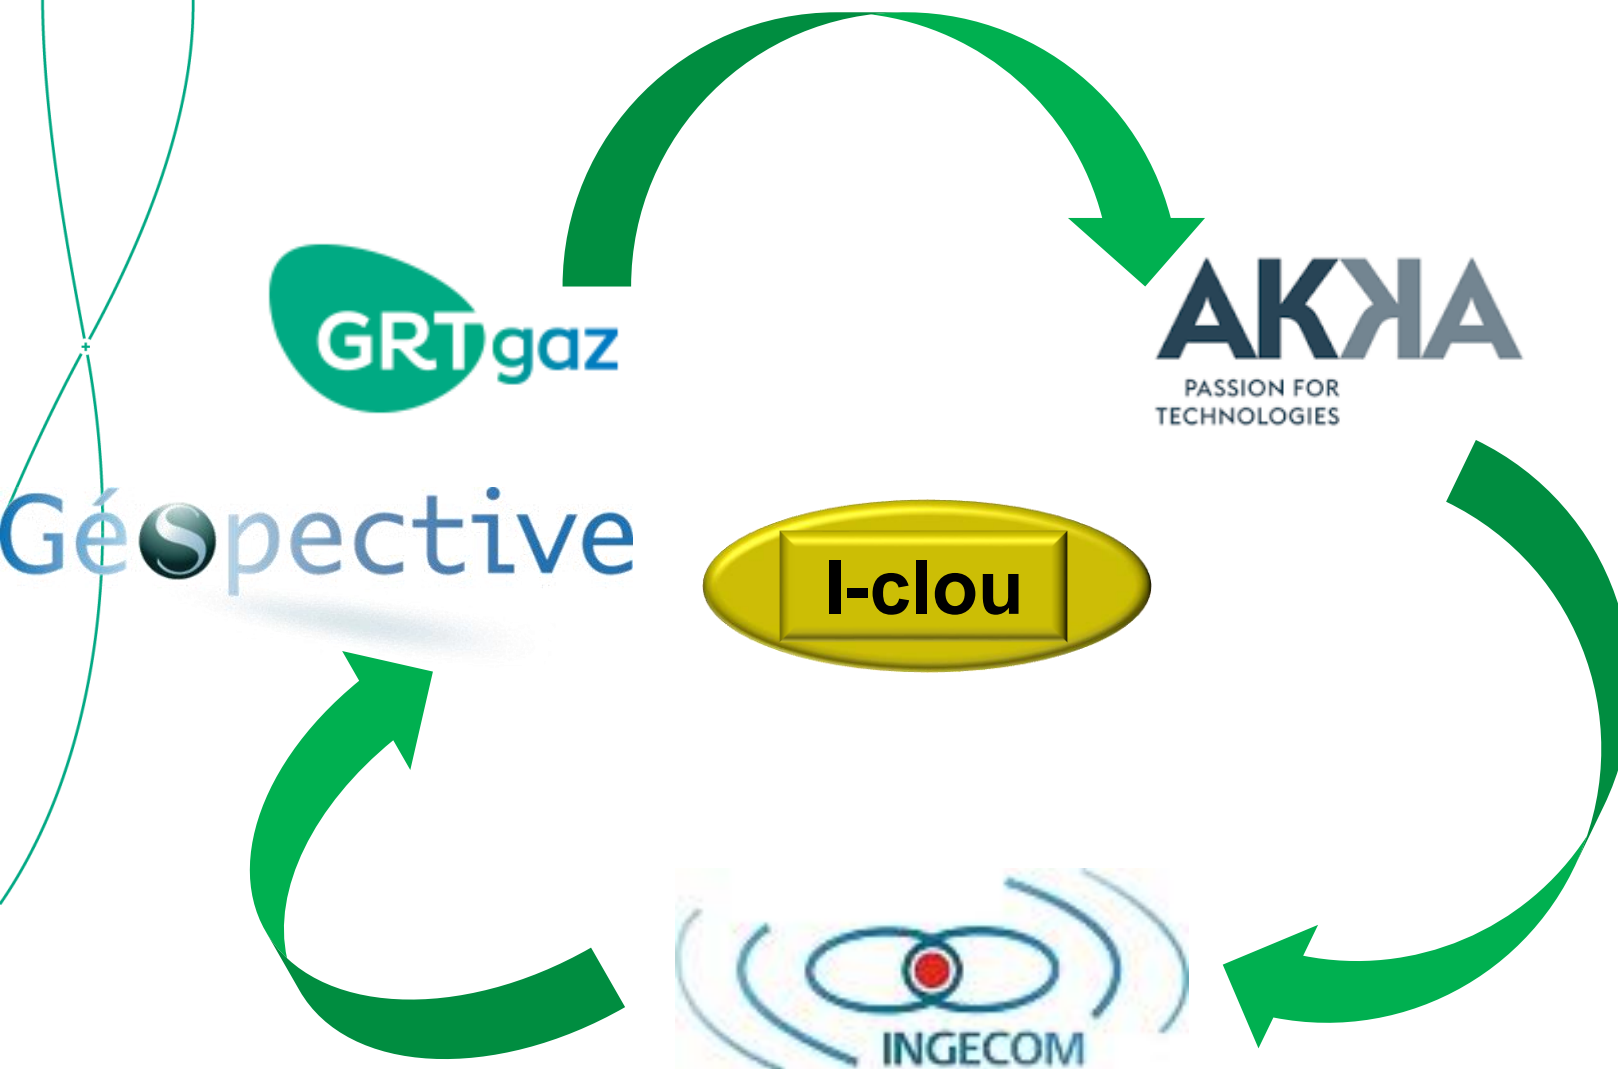 GRTgaz
AKKA
PASSION FOR
TECHNOLOGIES
Géospective
I-clou
INGECOM